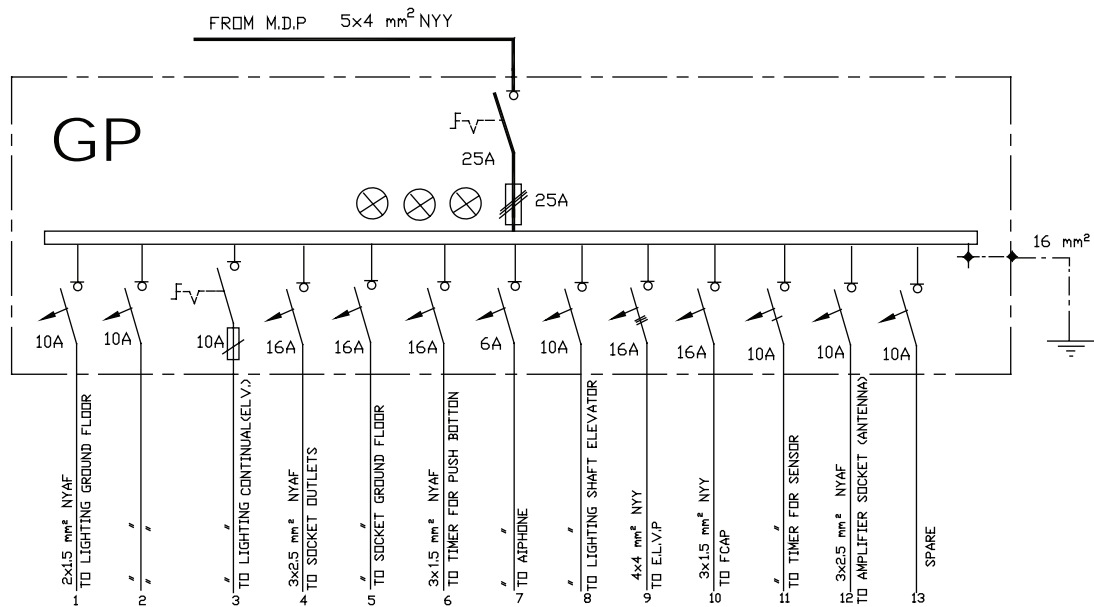 FROM M.D.P 5x4 mm² NYY
GP
25A
25A
16 mm²
10A
10A
10A
16A
16A
16A
6A
10A
16A
16A
10A
10A
10A
2x1.5 mm² NYAF
TO LIGHTING GROUND FLOOR
" "
" "
"
" TO LIGHTING CONTINUAL(EL.V.)
3x2.5 mm² NYAF
TO SOCKET OUTLETS
"
" TO SOCKET GROUND FLOOR
3x1.5 mm² NYAF
TO TIMER FOR PUSH BOTTON
"
" TO AIPHONE
"
" TO LIGHTING SHAFT ELEVATOR
4x4 mm² NYY
TO E.L.V.P
3x1.5 mm² NYY
TO FCAP
"
" TO TIMER FOR SENSOR
3x2.5 mm² NYAF
TO AMPLIFIER SOCKET (ANTENNA)
SPARE
1 2 3 4 5 6 7 8 9 10 11 12 13